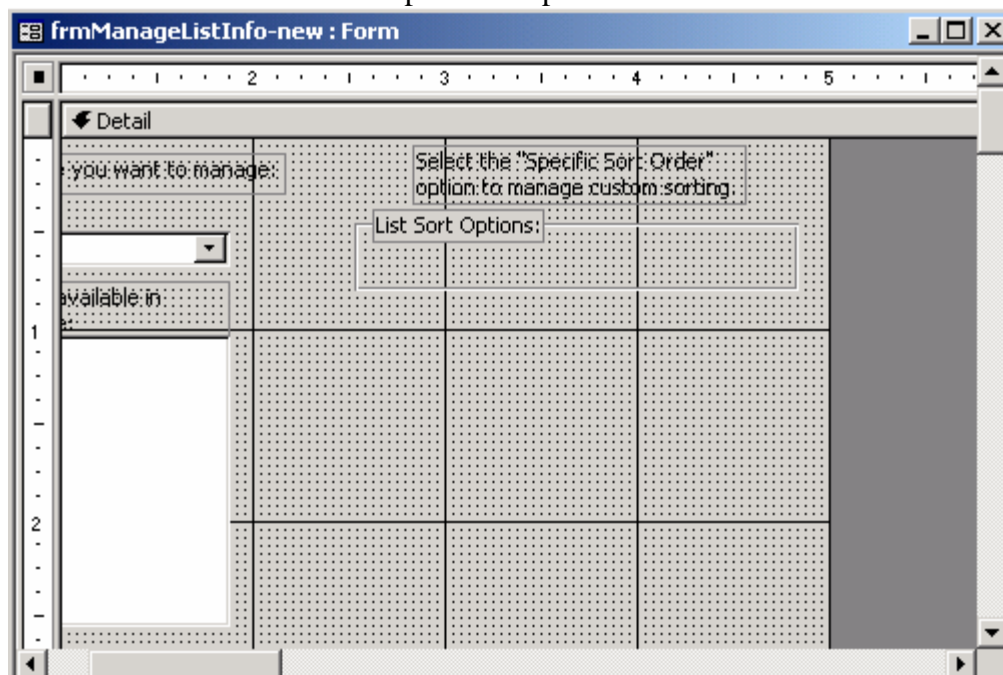 frmManageListInfo-new : Form
2 3 4 5
Detail
you want to manage:
Select the "Specific Sort Order"
option to manage custom sorting.
List Sort Options:
available in
1
2